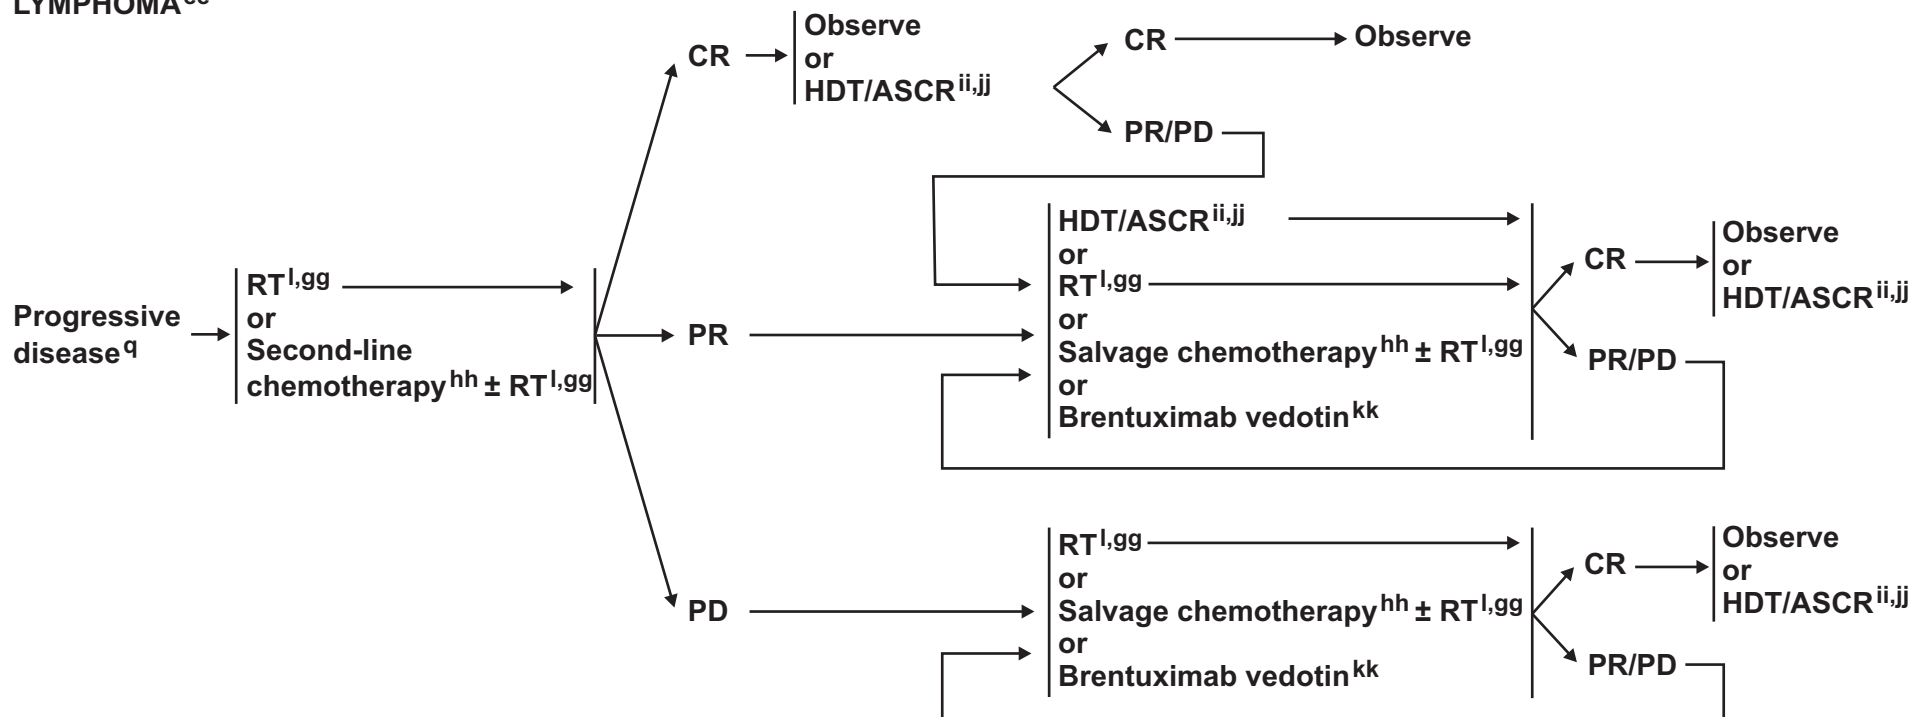 LYMPHOMA
Progressive
disease q
RT l,gg
or
Second-line
chemotherapy hh ± RT l,gg
CR
Observe
or
HDT/ASCR ii,jj
CR
Observe
PR/PD
PR
HDT/ASCR ii,jj
or
RT l,gg
or
Salvage chemotherapy hh ± RT l,gg
or
Brentuximab vedotin kk
CR
Observe
or
HDT/ASCR ii,jj
PR/PD
PD
RT l,gg
or
Salvage chemotherapy hh ± RT l,gg
or
Brentuximab vedotin kk
CR
Observe
or
HDT/ASCR ii,jj
PR/PD